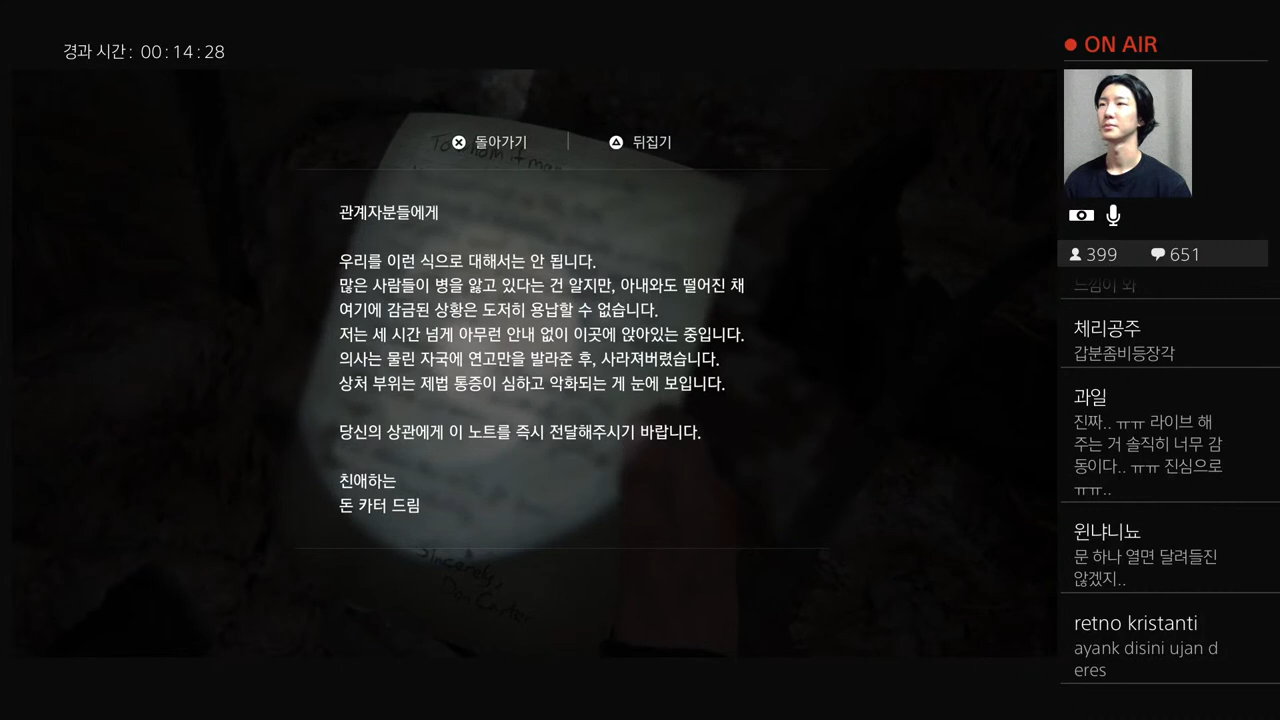 경과 시간: 00:14:28
돌아가기
뒤집기
To whom it may
관계자분들에게
우리를 이런 식으로 대해서는 안 됩니다.
많은 사람들이 병을 앓고 있다는 건 알지만, 아내와도 떨어진 채
여기에 감금된 상황은 도저히 용납할 수 없습니다.
저는 세 시간 넘게 아무런 안내 없이 이곳에 앉아있는 중입니다.
의사는 물린 자국에 연고만을 발라준 후, 사라져버렸습니다.
상처 부위는 제법 통증이 심하고 악화되는 게 눈에 보입니다.
당신의 상관에게 이 노트를 즉시 전달해주시기 바랍니다.
친애하는
돈 카터 드림
Sincerely,
Don Carter
ON AIR
399 651
느낌이 와
체리공주
갑분좀비등장각
과일
진짜.. ㅠㅠ 라이브 해
주는 거 솔직히 너무 감
동이다.. ㅠㅠ 진심으로
ㅠㅠ..
윈냐니뇨
문 하나 열면 달려들진
않겠지..
retno kristanti
ayank disini ujan d
eres